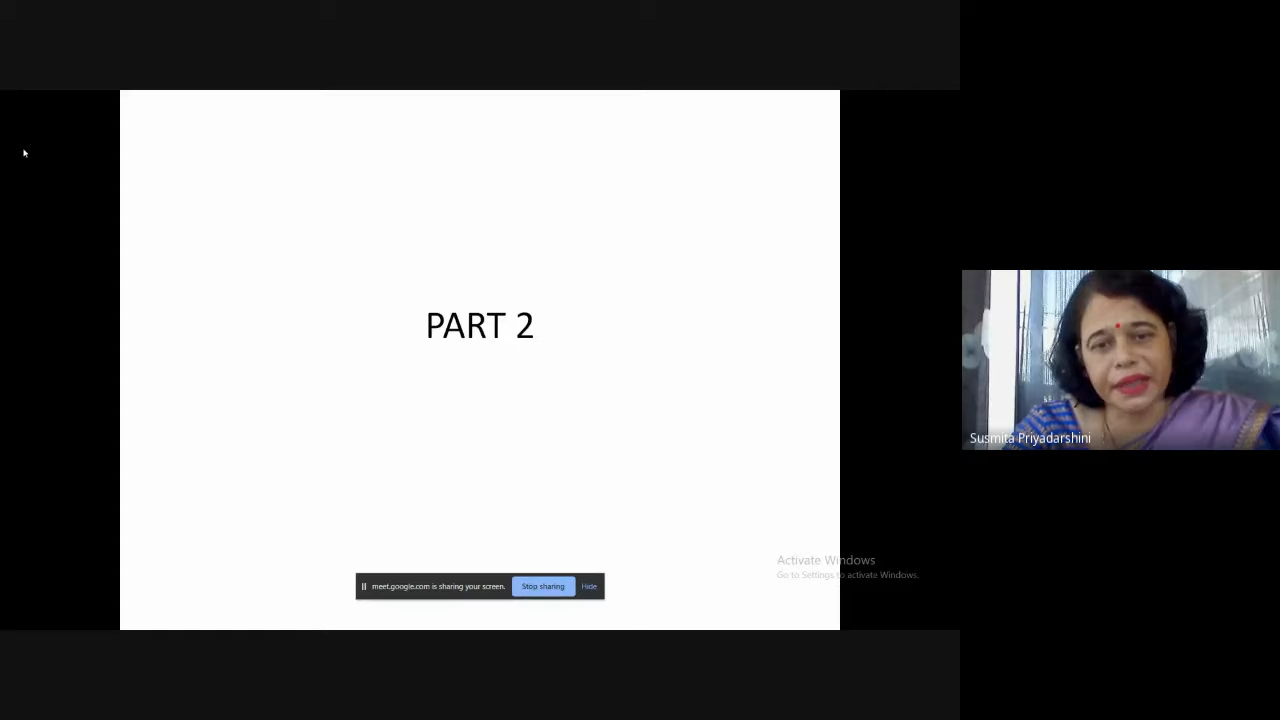 PART 2
Susmita Priyadarshini
Activate Windows
Go to Settings to activate Windows.
meet.google.com is sharing your screen. Stop sharing Hide